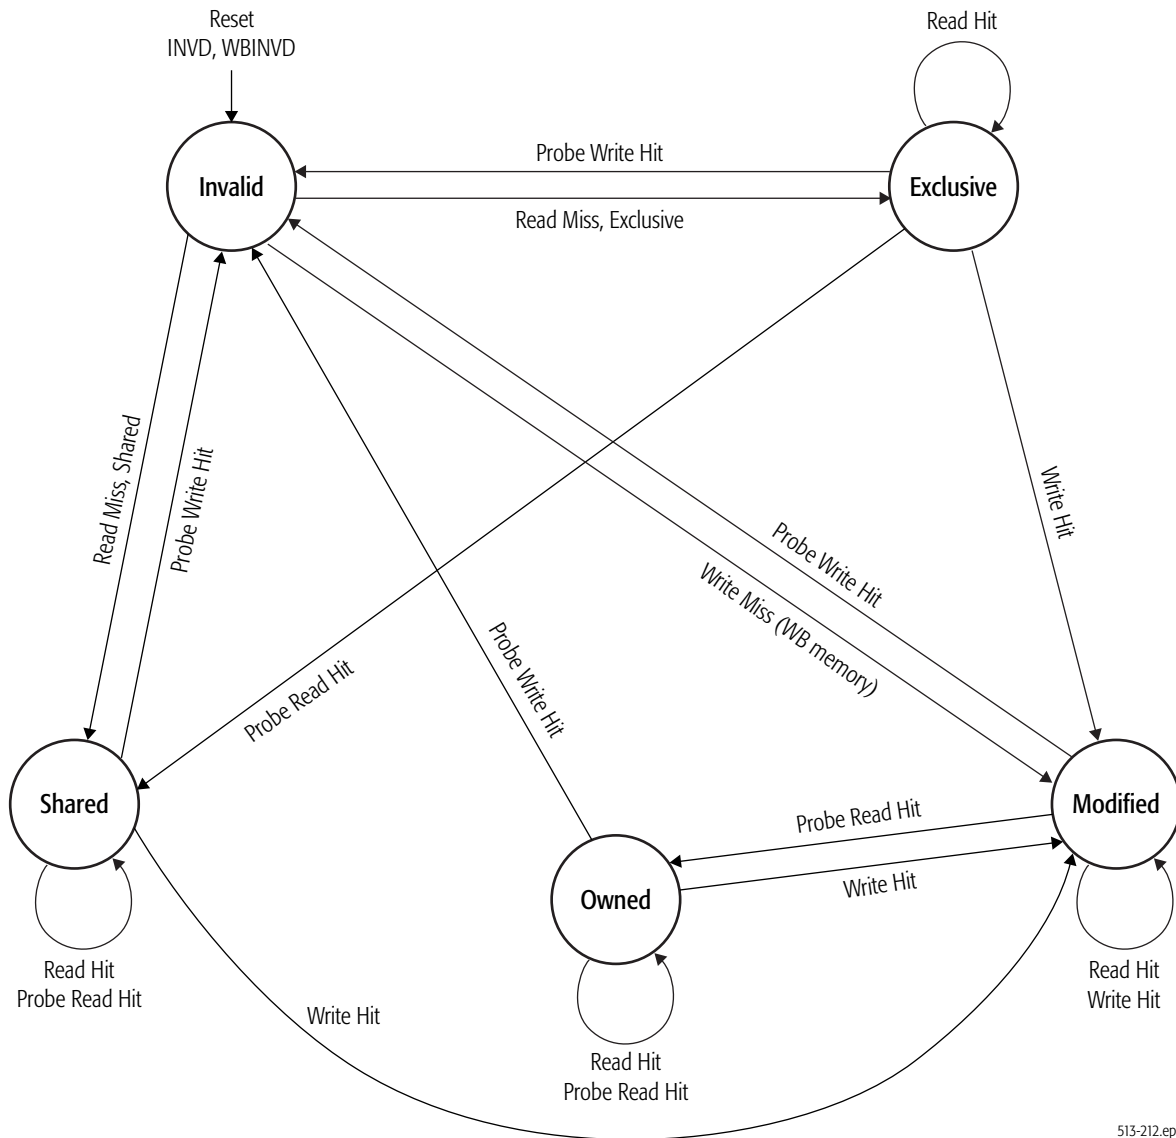 Reset
INVD, WBINVD
Read Hit
Invalid
Probe Write Hit
Exclusive
Read Miss, Exclusive
Read Miss, Shared
Probe Write Hit
Probe Read Hit
Probe Write Hit
Write Miss (WB memory)
Probe Write Hit
Write Hit
Shared
Read Hit
Probe Read Hit
Owned
Probe Read Hit
Write Hit
Read Hit
Probe Read Hit
Modified
Read Hit
Write Hit
Write Hit
513-212.ep